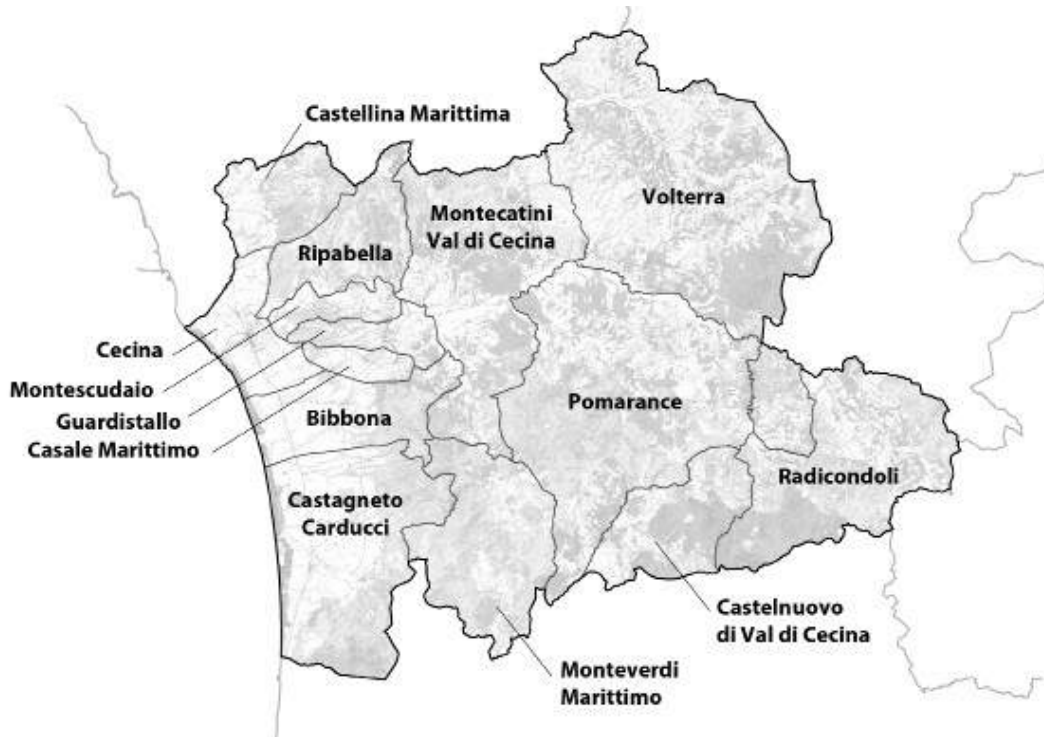 Castellina Marittima
Volterra
Montecatini
Val di Cecina
Ripabella
Cecina
Montescudaio
Guardistallo
Casale Marittimo
Bibbona
Pomarance
Radicondoli
Castagneto
Carducci
Castelnuovo
di Val di Cecina
Monteverdi
Marittimo